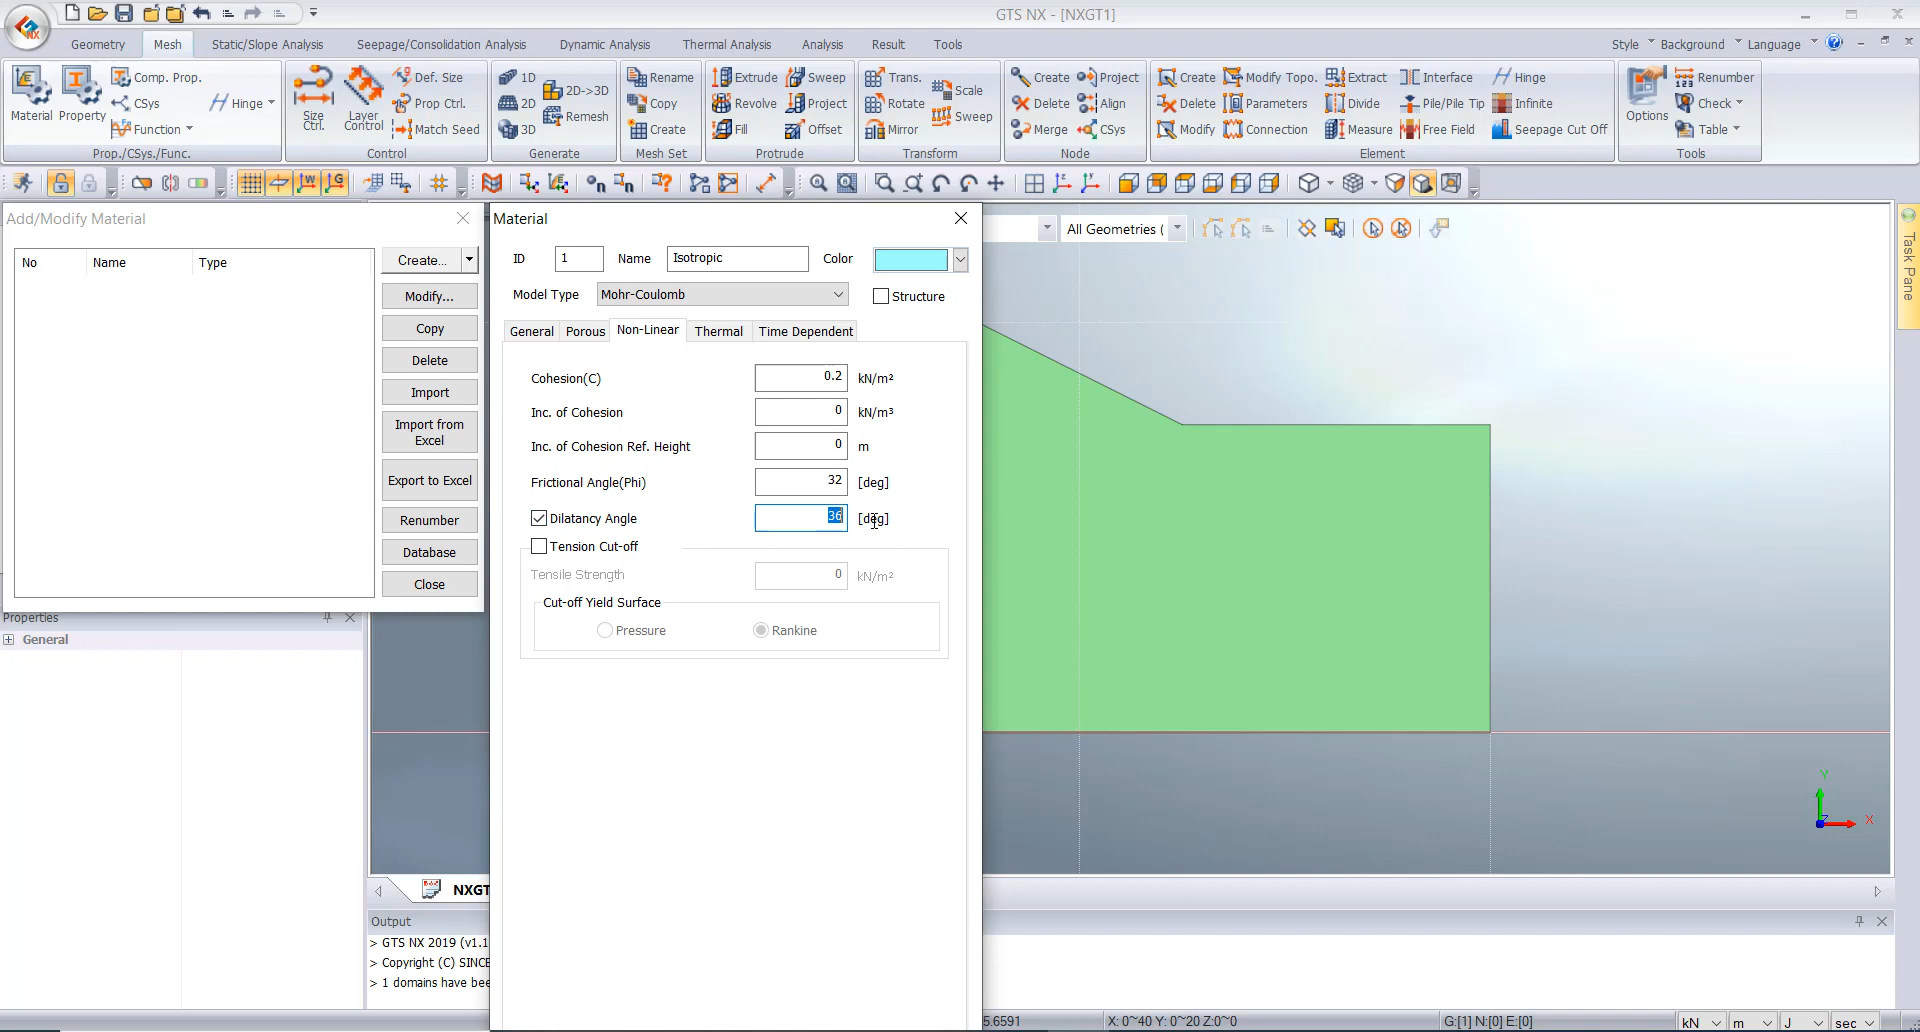 GTS NX - [NXGT1]
Geometry Mesh Static/Slope Analysis Seepage/Consolidation Analysis Dynamic Analysis Thermal Analysis Analysis Result Tools Style Background Language
Material Property Comp. Prop. CSys Function Hinge
Prop./CSys./Func.
Size Ctrl. Layer Control Def. Size Prop Ctrl. Match Seed
Control
1D 2D 3D 2D->3D Remesh
Generate
Rename Copy Create
Mesh Set
Extrude Revolve Fill Sweep Project Offset
Protrude
Trans. Rotate Mirror Scale Sweep
Transform
Create Delete Merge Project Align CSys
Node
Create Delete Modify Modify Topo. Parameters Connection Extract Divide Measure Interface Pile/Pile Tip Free Field Hinge Infinite Seepage Cut Off
Element
Options Renumber Check Table
Tools
Add/Modify Material
No Name Type
Create...
Modify...
Copy
Delete
Import
Import from
Excel
Export to Excel
Renumber
Database
Close
Properties
General
Material
ID 1 Name Isotropic Color
Model Type Mohr-Coulomb Structure
General Porous Non-Linear Thermal Time Dependent
Cohesion(C) 0.2 kN/m²
Inc. of Cohesion 0 kN/m³
Inc. of Cohesion Ref. Height 0 m
Frictional Angle(Phi) 32 [deg]
Dilatancy Angle 36 [deg]
Tension Cut-off
Tensile Strength 0 kN/m²
Cut-off Yield Surface
Pressure Rankine
All Geometries (
Task Pane
Y
Z
X
NXGT
Output
> GTS NX 2019 (v1.1
> Copyright (C) SINCE
> 1 domains have bee
5.6591 X: 0~40 Y: 0~20 Z:0~0 G:[1] N:[0] E:[0] kN m J sec